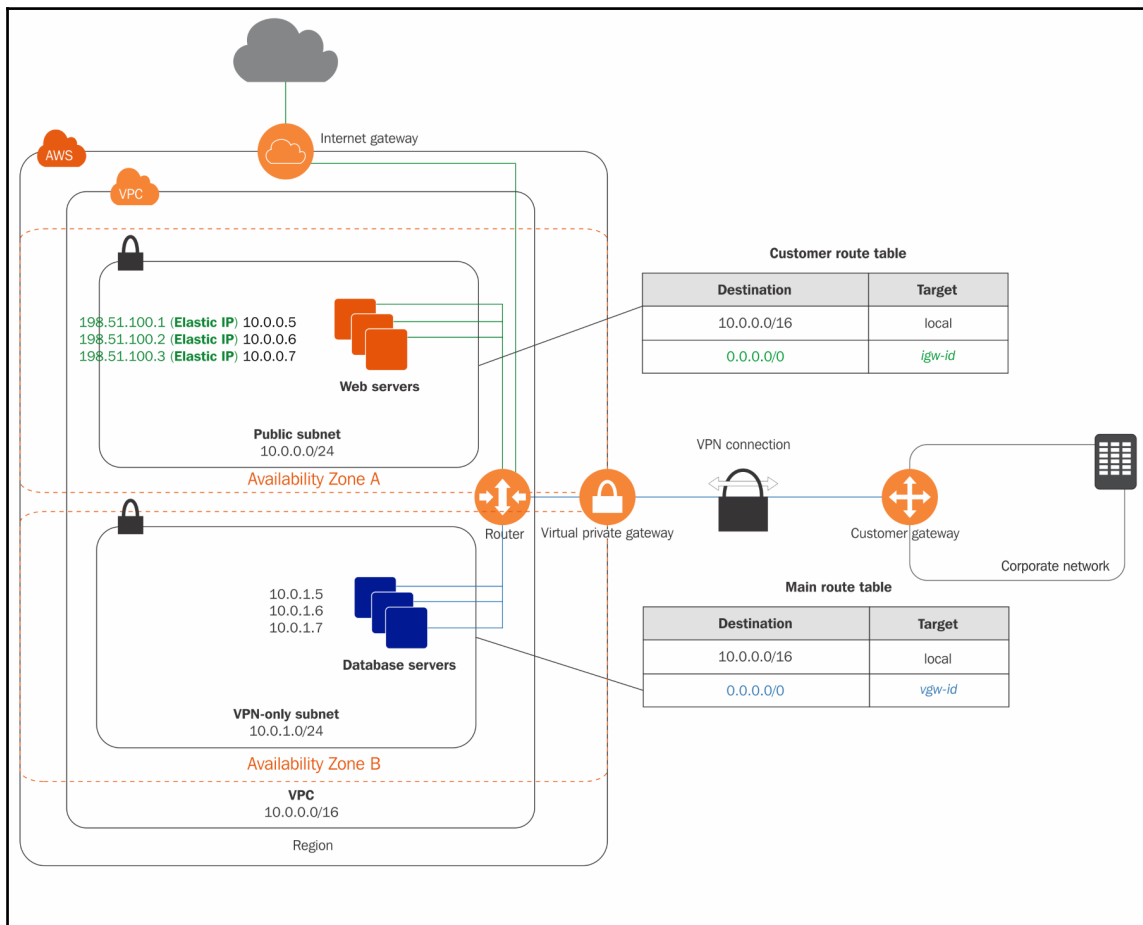 Internet gateway
AWS
VPC
Customer route table
Destination Target
10.0.0.0/16 local
0.0.0.0/0 igw-id
198.51.100.1 (Elastic IP) 10.0.0.5
198.51.100.2 (Elastic IP) 10.0.0.6
198.51.100.3 (Elastic IP) 10.0.0.7
Web servers
Public subnet
10.0.0.0/24
Availability Zone A
VPN connection
Router
Virtual private gateway
Customer gateway
Corporate network
Main route table
Destination Target
10.0.0.0/16 local
0.0.0.0/0 vgw-id
10.0.1.5
10.0.1.6
10.0.1.7
Database servers
VPN-only subnet
10.0.1.0/24
Availability Zone B
VPC
10.0.0.0/16
Region